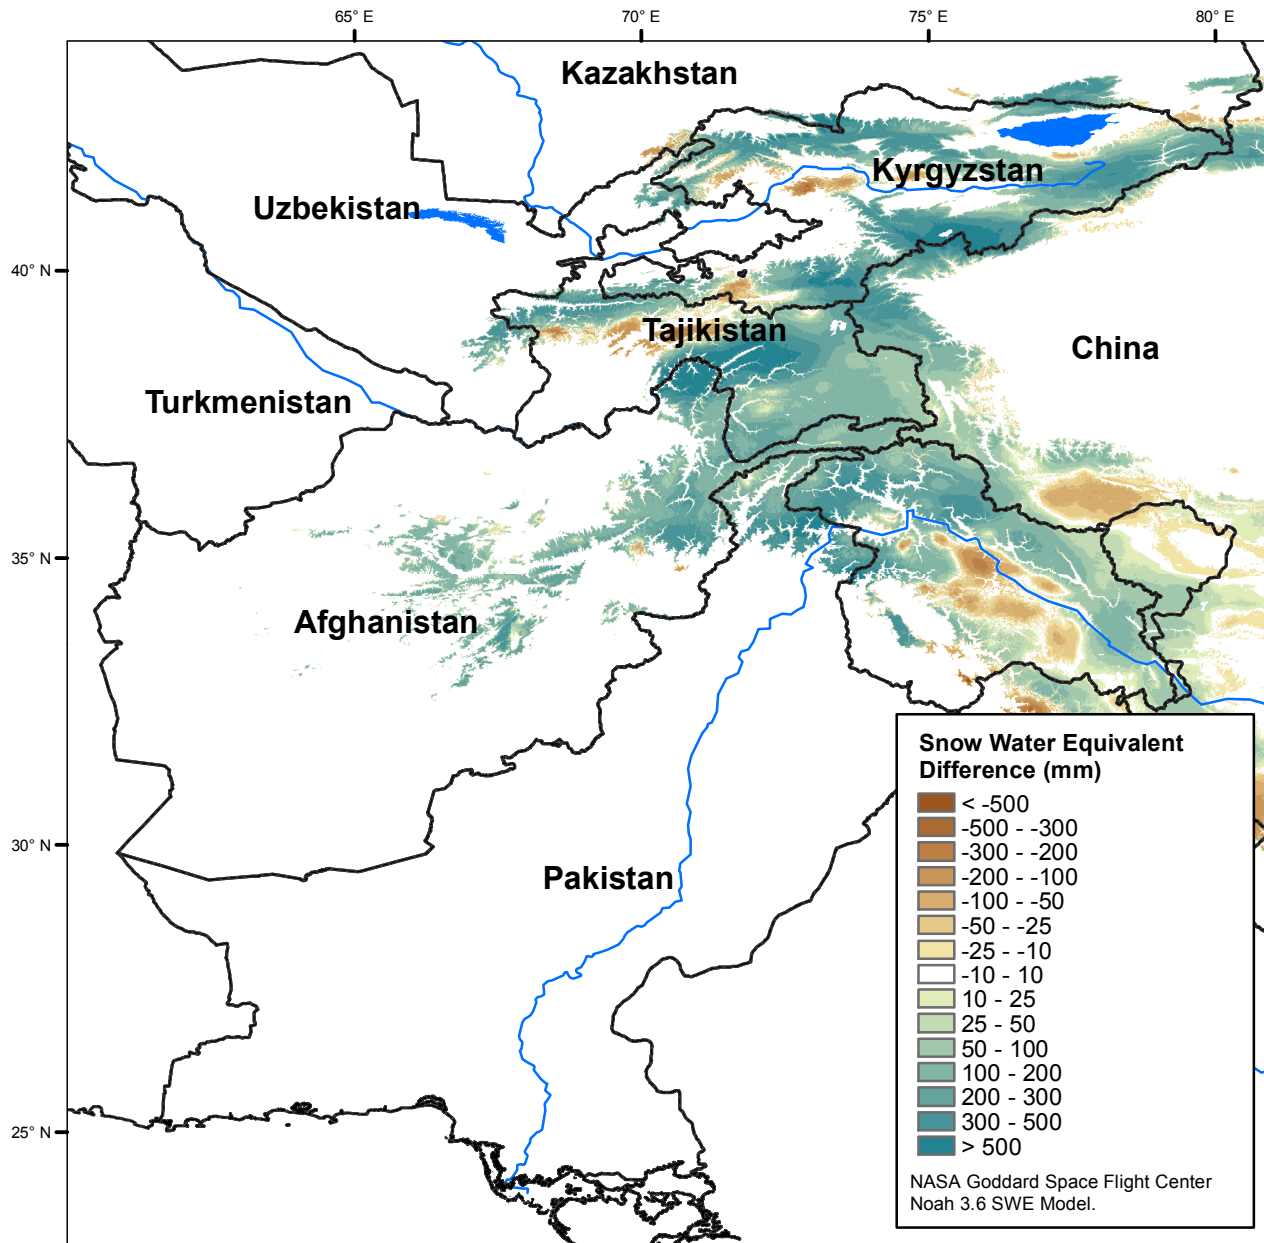 65° E
70° E
75° E
80° E
Kazakhstan
Kyrgyzstan
Uzbekistan
40° N
Tajikistan
China
Turkmenistan
35° N
Afghanistan
Snow Water Equivalent
Difference (mm)
< -500
-500 - -300
-300 - -200
-200 - -100
-100 - -50
-50 - -25
-25 - -10
-10 - 10
10 - 25
25 - 50
50 - 100
100 - 200
200 - 300
300 - 500
> 500
NASA Goddard Space Flight Center
Noah 3.6 SWE Model.
30° N
Pakistan
25° N